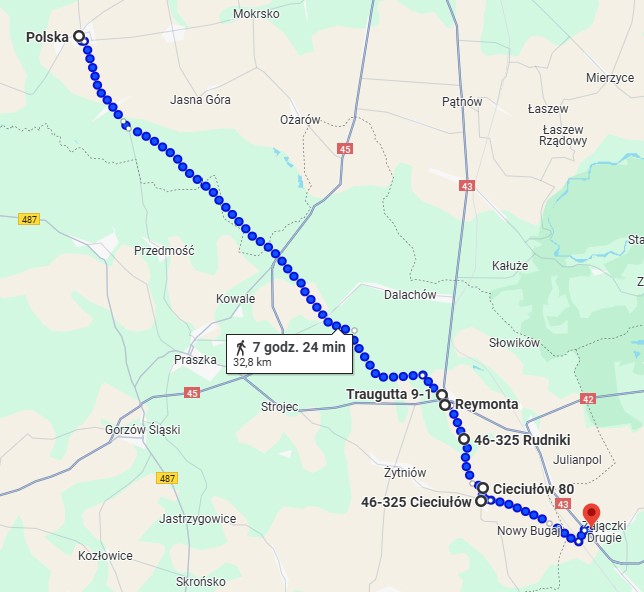 Mokrsko
Polska
Mierzyce
Jasna Góra
Pątnów
Łaszew
Ożarów
Łaszew
Rządowy
45
43
487
Sta
Przedmość
Kałuże
Z
Kowale
Dalachów
7 godz. 24 min
32,8 km
Słowików
Praszka
Traugutta 9-1
Reymonta
45
42
Strojec
Gorzów Śląski
46-325 Rudniki
Julianpol
Żytniów
487
Cieciułów 80
46-325 Cieciułów
43
Jastrzygowice
Nowy Bugaj
Zajączki
Drugie
Kozłowice
Skrońsko